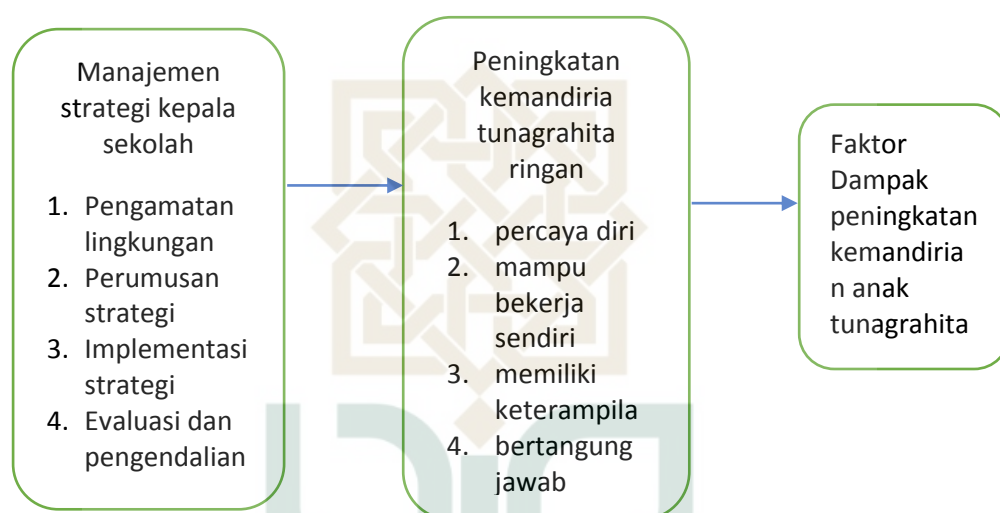 Manajemen
strategi kepala
sekolah
1. Pengamatan
lingkungan
2. Perumusan
strategi
3. Implementasi
strategi
4. Evaluasi dan
pengendalian
Peningkatan
kemandiria
tunagrahita
ringan
1. percaya diri
2. mampu
bekerja
sendiri
3. memiliki
keterampila
4. bertangung
jawab
Faktor
Dampak
peningkatan
kemandiria
n anak
tunagrahita